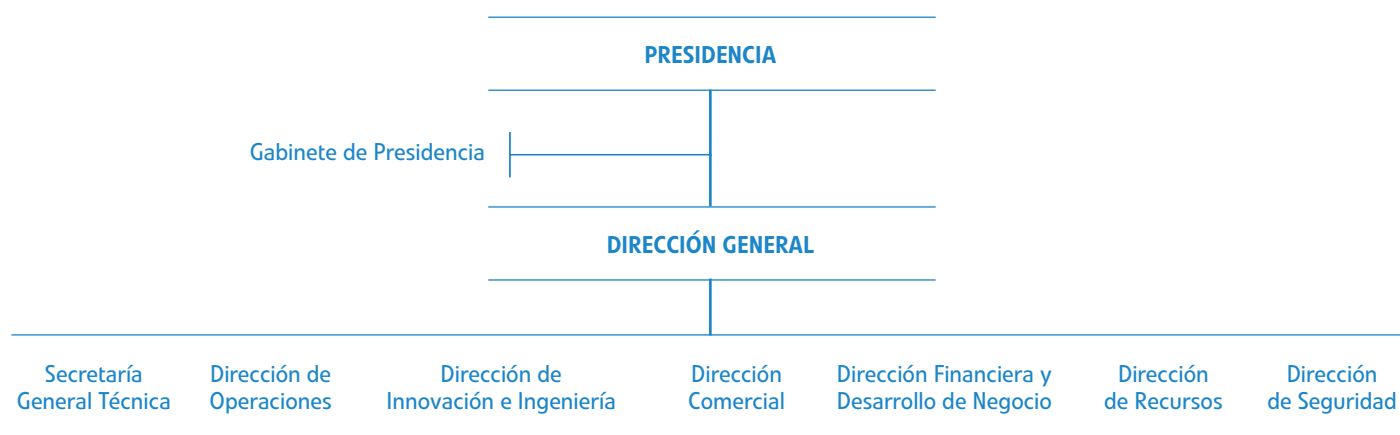 PRESIDENCIA
Gabinete de Presidencia
DIRECCIÓN GENERAL
Secretaría
General Técnica
Dirección de
Operaciones
Dirección de
Innovación e Ingeniería
Dirección
Comercial
Dirección Financiera y
Desarrollo de Negocio
Dirección
de Recursos
Dirección
de Seguridad